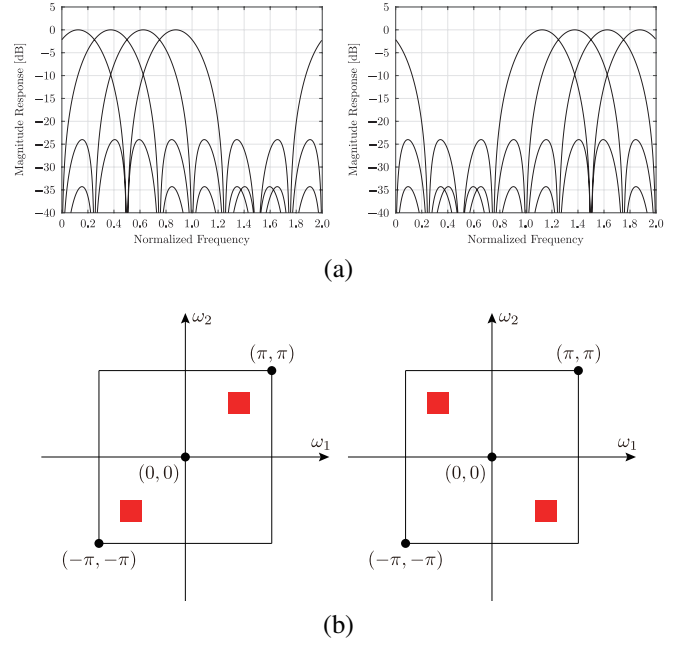 5
0
−5
−10
−15
−20
−25
−30
−35
−40
0 0.2 0.4 0.6 0.8 1.0 1.2 1.4 1.6 1.8 2.0
Normalized Frequency
Magnitude Response [dB]
5
0
−5
−10
−15
−20
−25
−30
−35
−40
0 0.2 0.4 0.6 0.8 1.0 1.2 1.4 1.6 1.8 2.0
Normalized Frequency
Magnitude Response [dB]
(a)
ω₂
(π, π)
ω₁
(0, 0)
(−π, −π)
ω₂
(π, π)
ω₁
(0, 0)
(−π, −π)
(b)